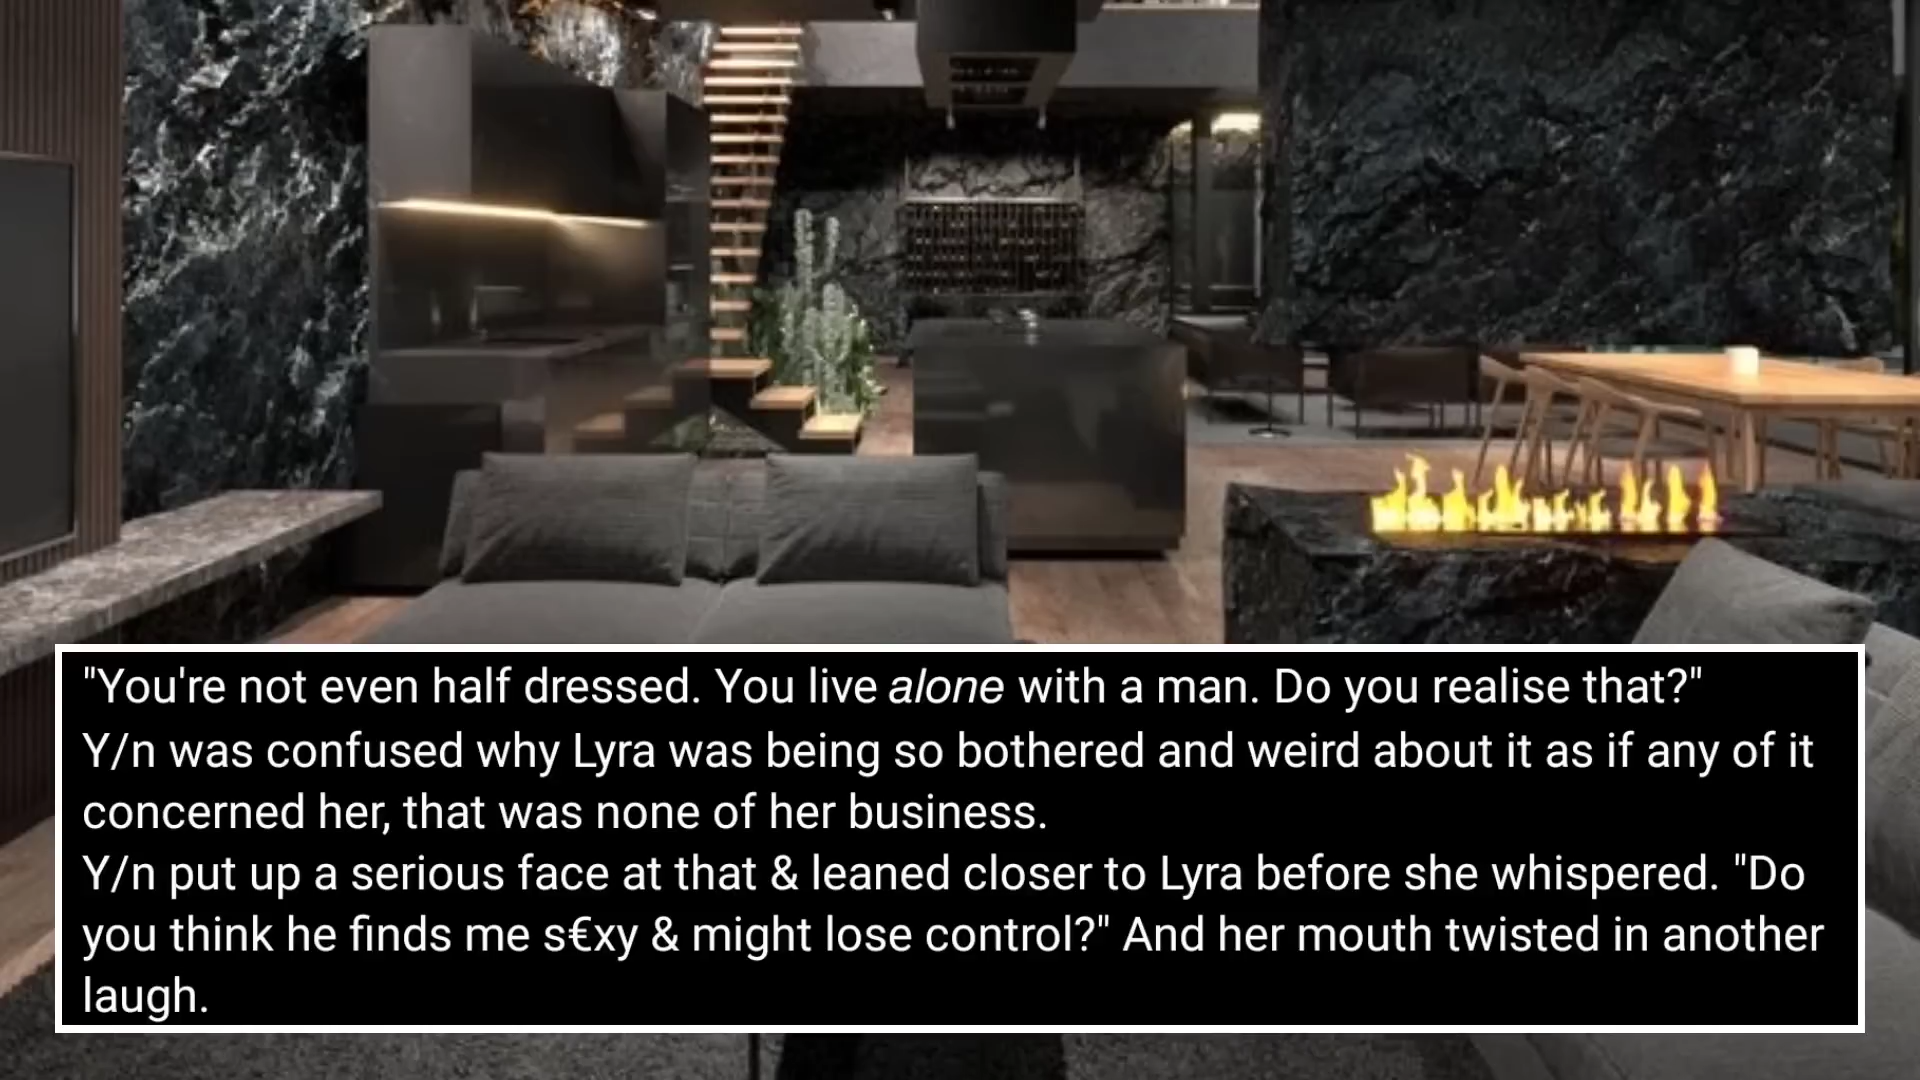 "You're not even half dressed. You live alone with a man. Do you realise that?"
Y/n was confused why Lyra was being so bothered and weird about it as if any of it
concerned her, that was none of her business.
Y/n put up a serious face at that & leaned closer to Lyra before she whispered. "Do
you think he finds me s€xy & might lose control?" And her mouth twisted in another
laugh.